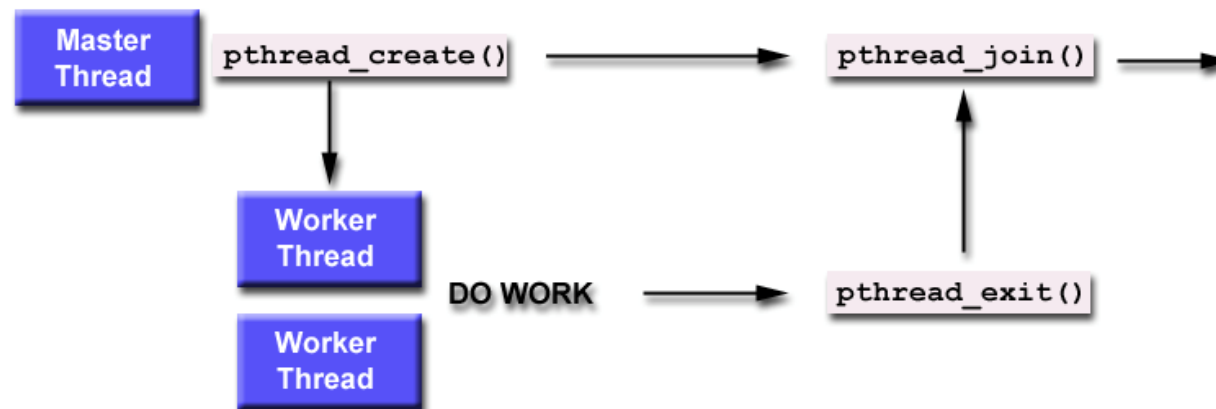 Master
Thread
pthread_create()
pthread_join()
Worker
Thread
DO WORK
pthread_exit()
Worker
Thread